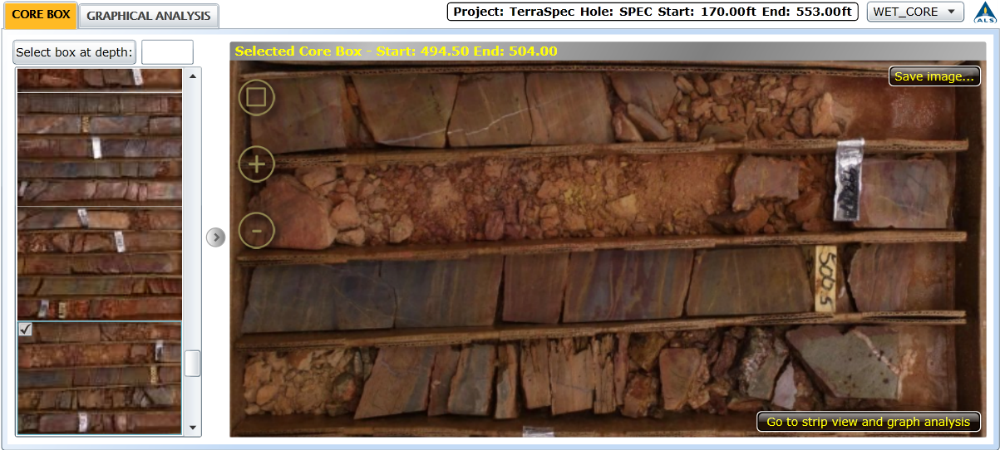 CORE BOX
GRAPHICAL ANALYSIS
Project: TerraSpec Hole: SPEC Start: 170.00ft End: 553.00ft
WET_CORE
ALS
Select box at depth:
Selected Core Box - Start: 494.50 End: 504.00
Save image...
500.5
Go to strip view and graph analysis